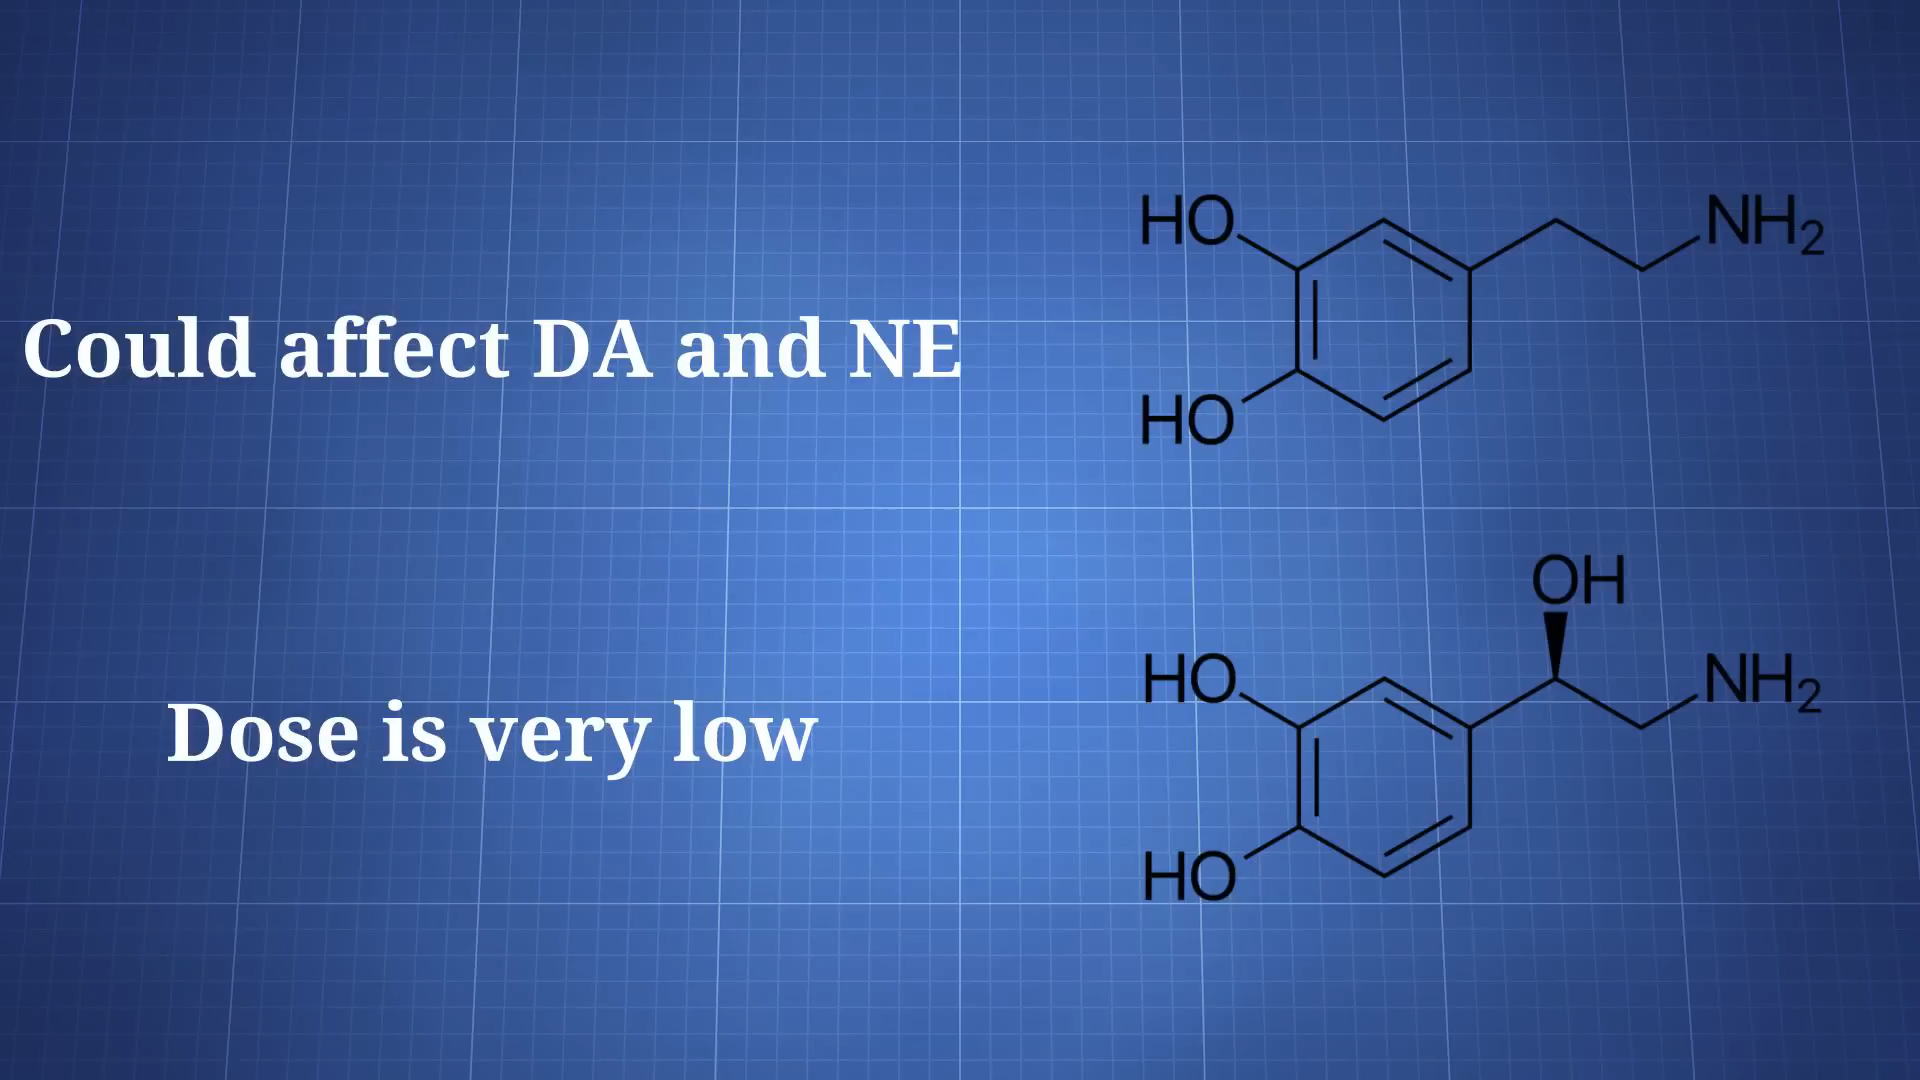 Could affect DA and NE
Dose is very low
HO
NH2
HO
OH
HO
NH2
HO